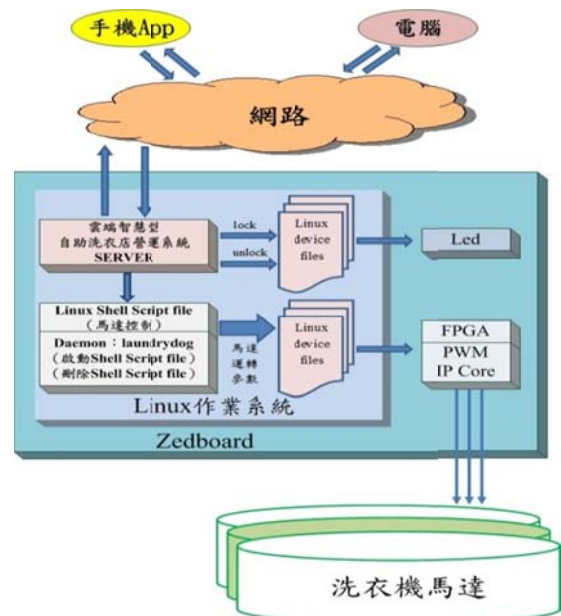 手機App
電腦
網路
雲端智慧型
自助洗衣店營運系統
SERVER
lock
unlock
Linux
device
files
Led
Linux Shell Script file
(馬達控制)
Daemon：laundrydog
(啟動Shell Script file)
(刪除Shell Script file)
馬達
運轉
參數
Linux
device
files
FPGA
PWM
IP Core
Linux作業系統
Zedboard
洗衣機馬達